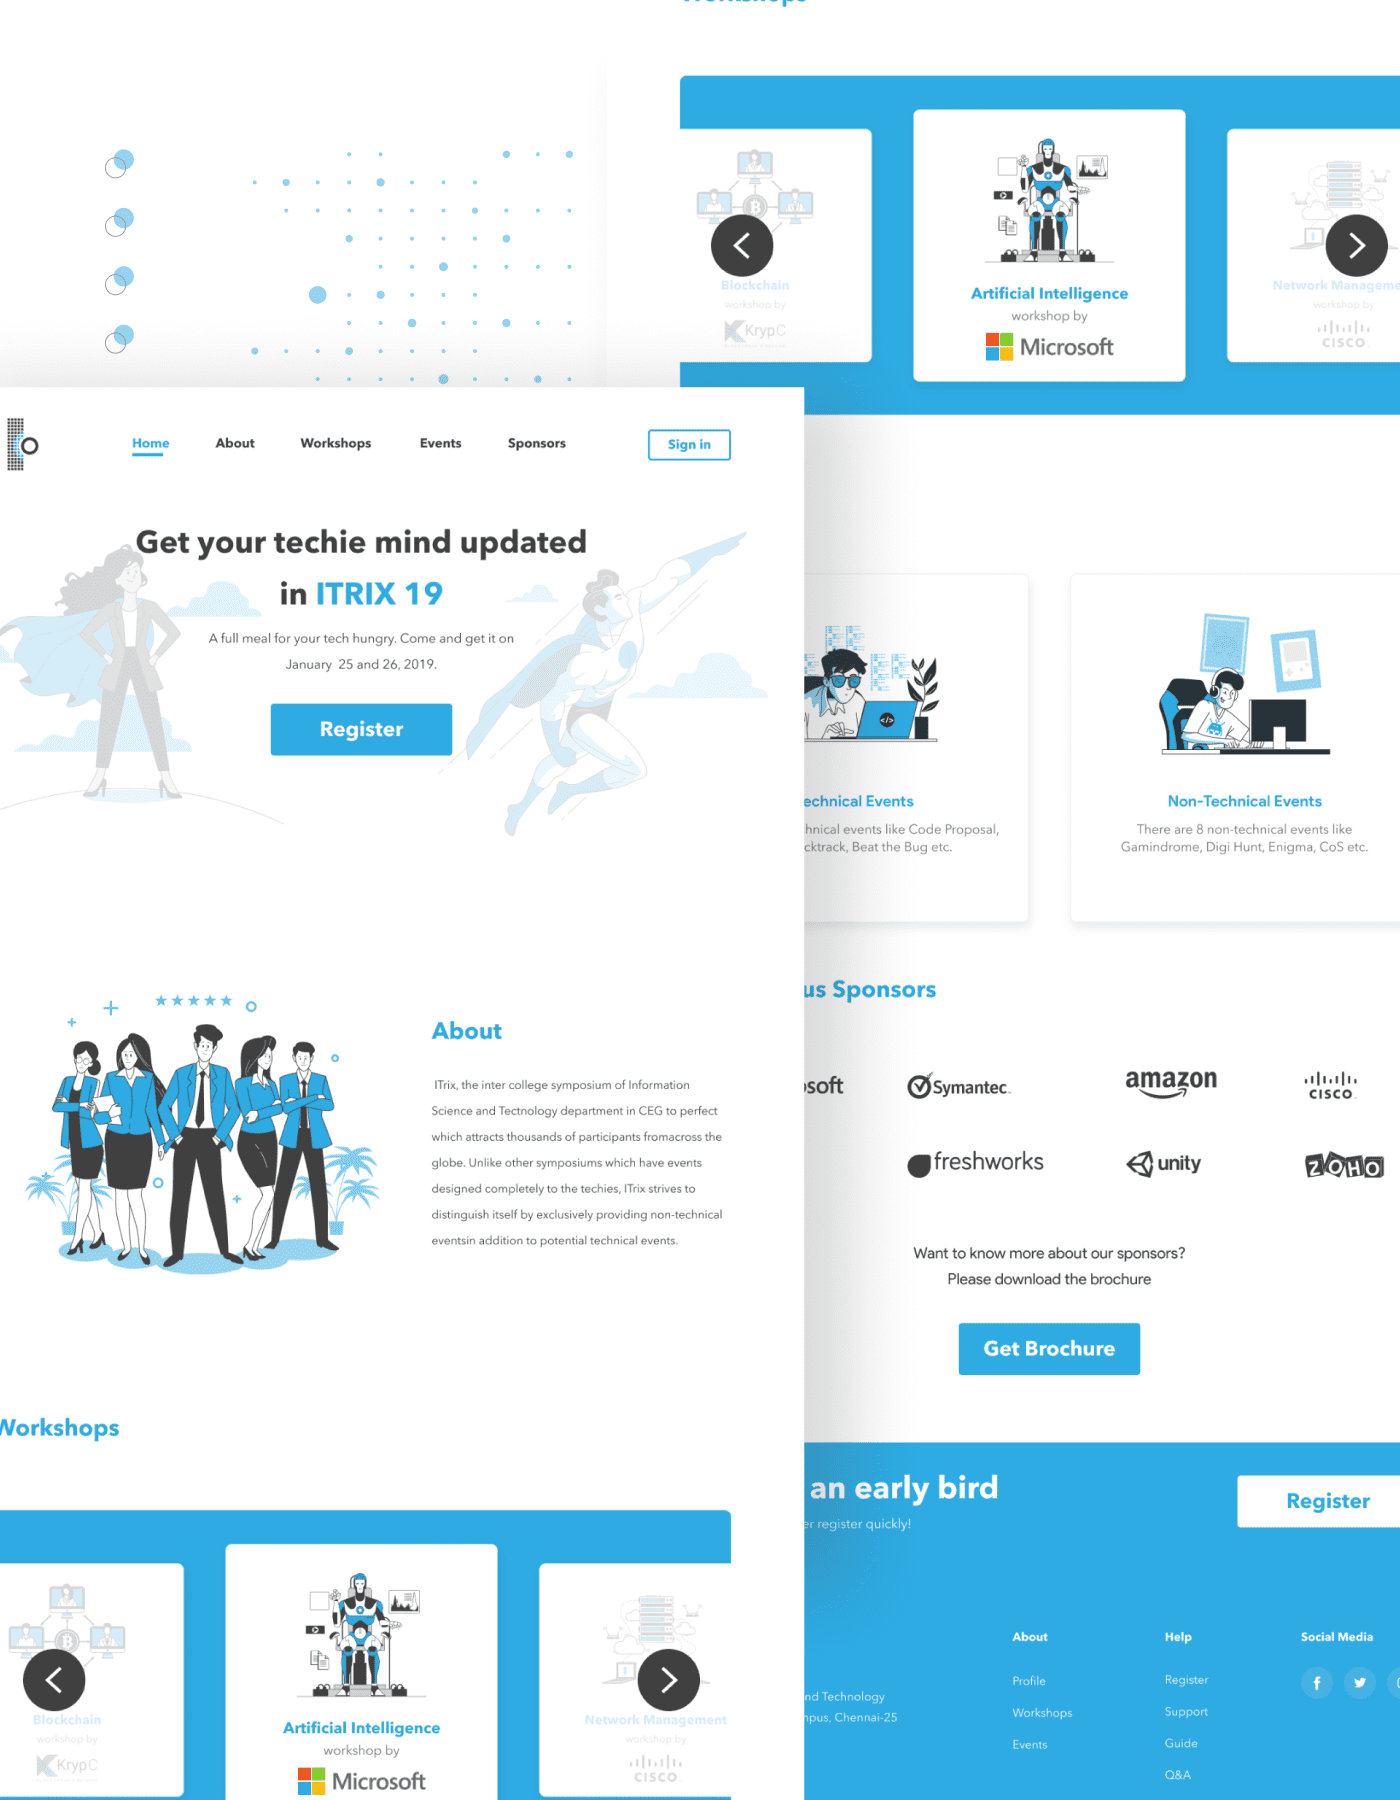 Workshops
Blockchain
workshop by
KrypC
Artificial Intelligence
workshop by
Microsoft
Network Manageme
workshop by
CISCO
Home
About
Workshops
Events
Sponsors
Sign in
Get your techie mind updated
in ITRIX 19
A full meal for your tech hungry. Come and get it on
January 25 and 26, 2019.
Register
echnical Events
hnical events like Code Proposal,
cktrack, Beat the Bug etc.
Non-Technical Events
There are 8 non-technical events like
Gamindrome, Digi Hunt, Enigma, CoS etc.
About
ITrix, the inter college symposium of Information
Science and Tectnology department in CEG to perfect
which attracts thousands of participants fromacross the
globe. Unlike other symposiums which have events
designed completely to the techies, ITrix strives to
distinguish itself by exclusively providing non-technical
eventsin addition to potential technical events.
us Sponsors
soft
Symantec.
amazon
CISCO
freshworks
unity
ZOHO
Want to know more about our sponsors?
Please download the brochure
Get Brochure
Workshops
Blockchain
workshop by
KrypC
Artificial Intelligence
workshop by
Microsoft
Network Management
workshop by
CISCO
an early bird
er register quickly!
Register
nd Technology
mpus, Chennai-25
About
Profile
Workshops
Events
Help
Register
Support
Guide
Q&A
Social Media